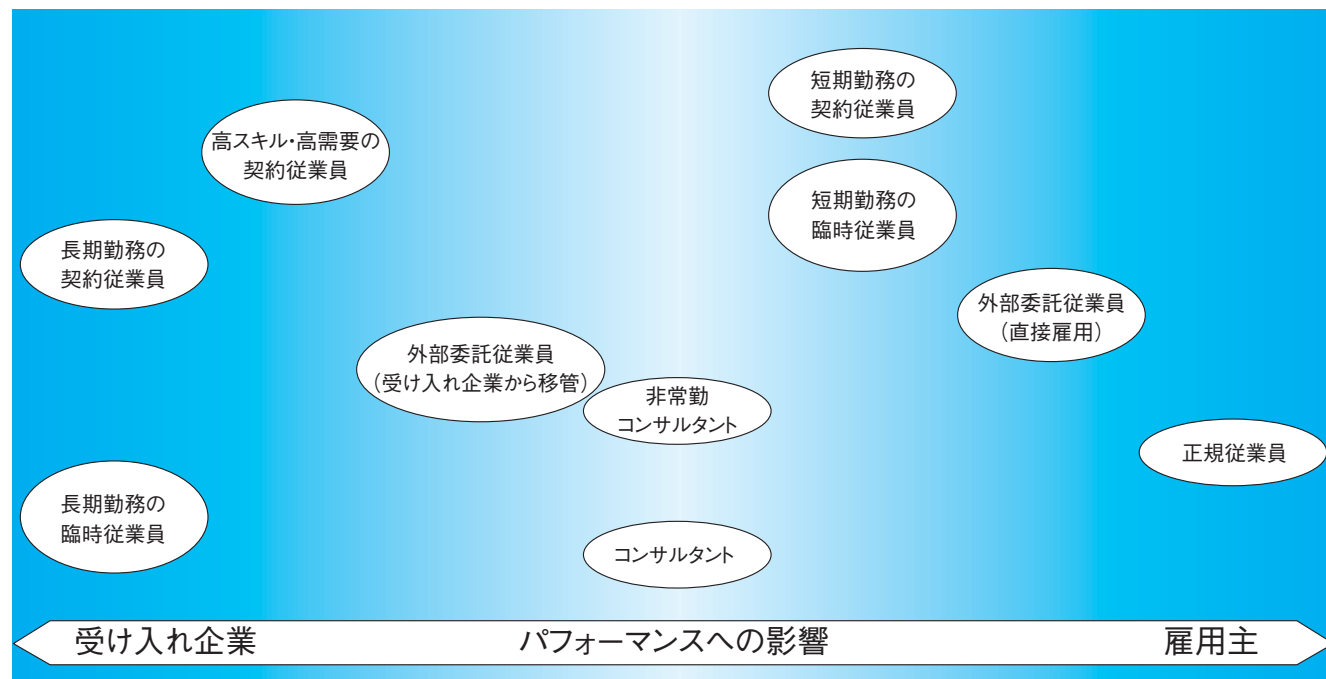 短期勤務の
契約従業員
高スキル・高需要の
契約従業員
短期勤務の
臨時従業員
長期勤務の
契約従業員
外部委託従業員
（直接雇用）
外部委託従業員
（受け入れ企業から移管）
非常勤
コンサルタント
正規従業員
長期勤務の
臨時従業員
コンサルタント
受け入れ企業 パフォーマンスへの影響 雇用主